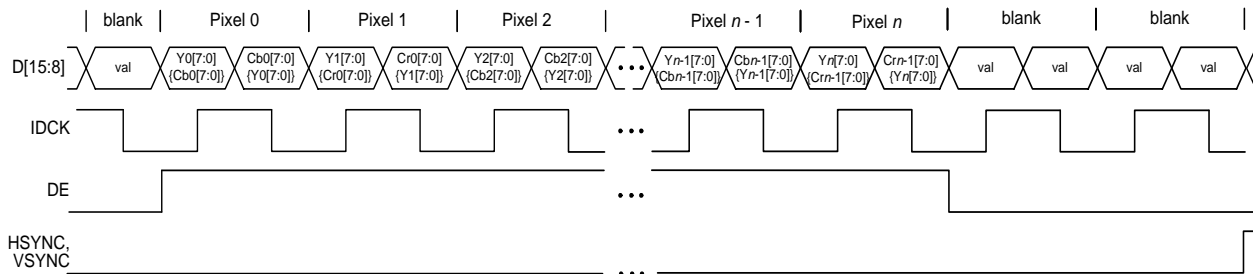 | blank | Pixel 0 | Pixel 1 | Pixel 2 | Pixel n - 1 | Pixel n | blank | blank |
D[15:8] val Y0[7:0] Cb0[7:0] Y1[7:0] Cr0[7:0] Y2[7:0] Cb2[7:0] ••• Yn-1[7:0] Cbn-1[7:0] Yn[7:0] Crn-1[7:0] val val val val
{Cb0[7:0]} {Y0[7:0]} {Cr0[7:0]} {Y1[7:0]} {Cb2[7:0]} {Y2[7:0]} {Cbn-1[7:0]} {Yn-1[7:0]} {Crn-1[7:0]} {Yn[7:0]}
IDCK •••
DE •••
HSYNC,
VSYNC •••